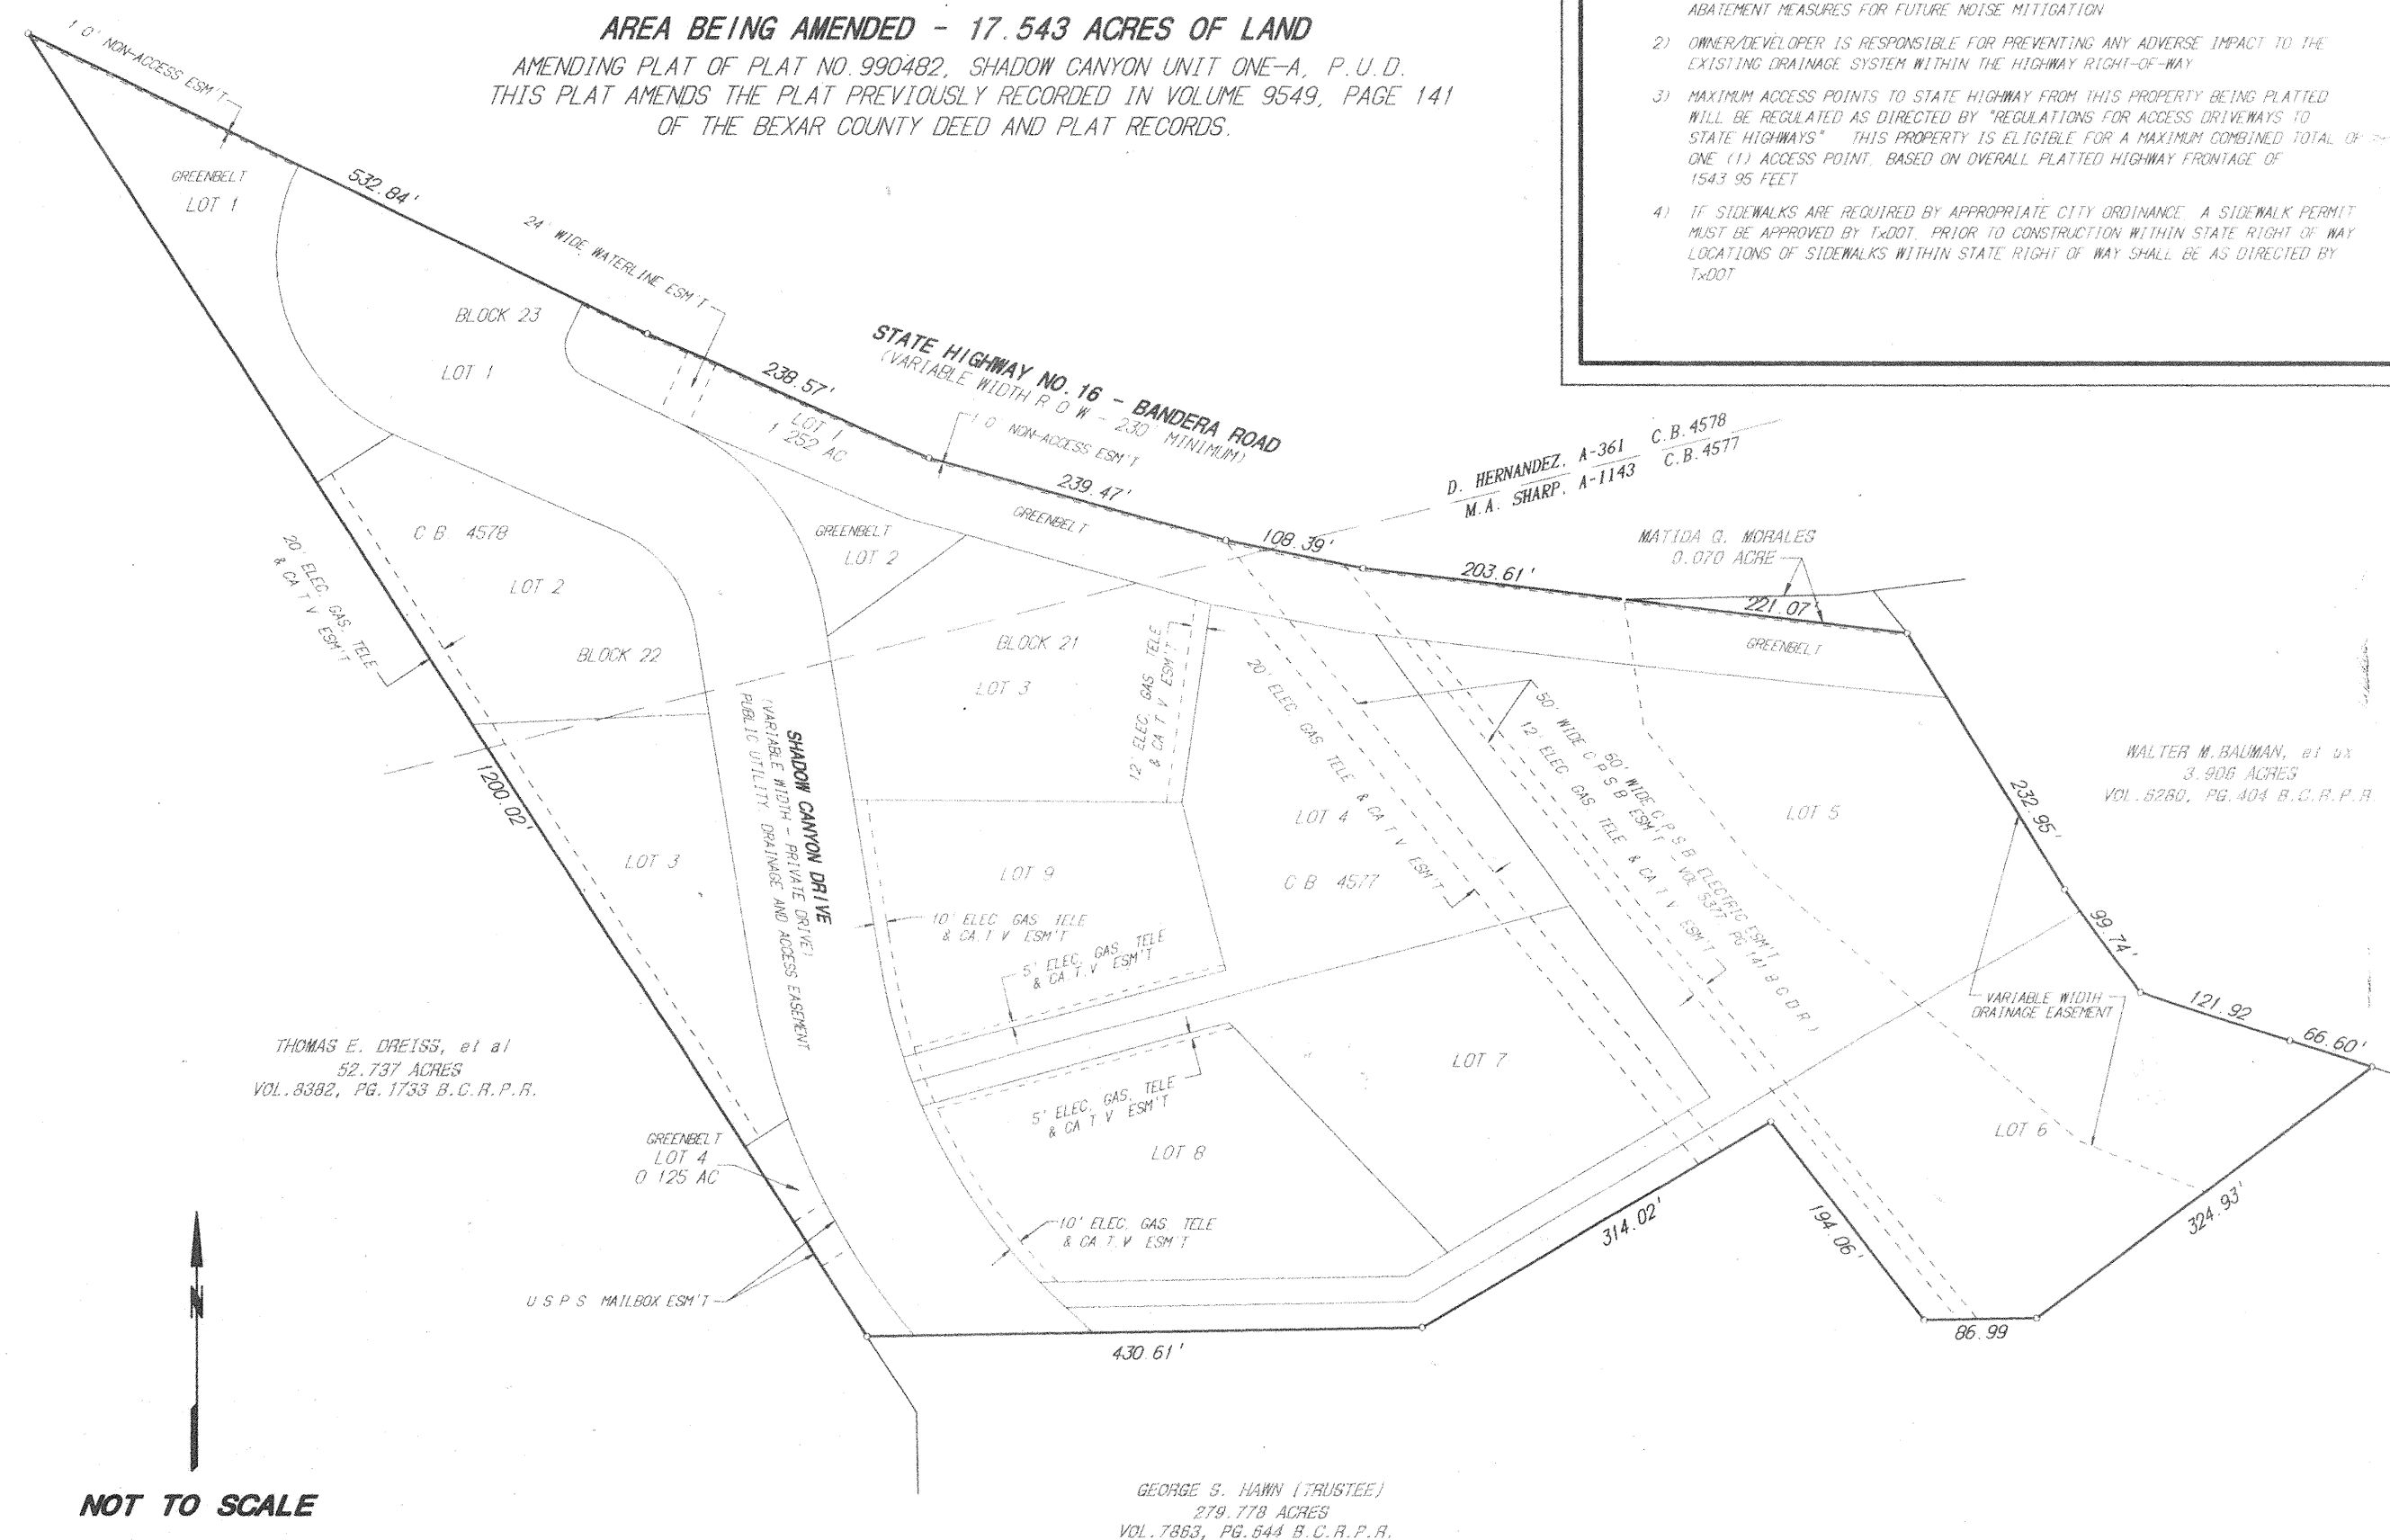 AREA BEING AMENDED - 17.543 ACRES OF LAND
AMENDING PLAT OF PLAT NO. 990482, SHADOW CANYON UNIT ONE-A, P.U.D.
THIS PLAT AMENDS THE PLAT PREVIOUSLY RECORDED IN VOLUME 9549, PAGE 141
OF THE BEXAR COUNTY DEED AND PLAT RECORDS.
ABATEMENT MEASURES FOR FUTURE NOISE MITIGATION
2) OWNER/DEVELOPER IS RESPONSIBLE FOR PREVENTING ANY ADVERSE IMPACT TO THE
EXISTING DRAINAGE SYSTEM WITHIN THE HIGHWAY RIGHT-OF-WAY
3) MAXIMUM ACCESS POINTS TO STATE HIGHWAY FROM THIS PROPERTY BEING PLATTED
WILL BE REGULATED AS DIRECTED BY "REGULATIONS FOR ACCESS DRIVEWAYS TO
STATE HIGHWAYS" THIS PROPERTY IS ELIGIBLE FOR A MAXIMUM COMBINED TOTAL OF
ONE (1) ACCESS POINT, BASED ON OVERALL PLATTED HIGHWAY FRONTAGE OF
1543 95 FEET
4) IF SIDEWALKS ARE REQUIRED BY APPROPRIATE CITY ORDINANCE, A SIDEWALK PERMIT
MUST BE APPROVED BY TxDOT, PRIOR TO CONSTRUCTION WITHIN STATE RIGHT OF WAY
LOCATIONS OF SIDEWALKS WITHIN STATE RIGHT OF WAY SHALL BE AS DIRECTED BY
TxDOT
1 0' NON-ACCESS ESM'T
GREENBELT
LOT 1
532.84'
24' WIDE WATERLINE ESM'T
BLOCK 23
LOT 1
238.57'
LOT 1
1 252 AC
STATE HIGHWAY NO.16 - BANDERA ROAD
(VARIABLE WIDTH R O W - 230' MINIMUM)
1 0' NON-ACCESS ESM'T
239.47'
GREENBELT
D. HERNANDEZ, A-361 C.B.4578
M.A. SHARP, A-1143 C.B.4577
108.39'
203.61'
MATIDA Q. MORALES
0.070 ACRE
221.07'
GREENBELT
C B 4578
LOT 2
BLOCK 22
20' ELEC, GAS, TELE
& CA T V ESM'T
GREENBELT
LOT 2
BLOCK 21
LOT 3
12' ELEC GAS TELE
& CA T V ESM'T
20' ELEC GAS TELE & CA T V ESM'T
50' WIDE C P S B ESM'T - VOL 5377, PG 141 B C D R)
50' WIDE C P S B ELECTRIC ESM'T
12' ELEC GAS TELE & CA T V ESM'T
WALTER M.BAUMAN, et ux
3.906 ACRES
VOL.5280, PG.404 B.C.R.P.R
232.95'
LOT 5
LOT 4
C B 4577
1200.02'
SHADOW CANYON DRIVE
(VARIABLE WIDTH - PRIVATE DRIVE)
PUBLIC UTILITY, DRAINAGE AND ACCESS EASEMENT
LOT 3
LOT 9
10' ELEC GAS TELE
& CA.T V ESM'T
5' ELEC, GAS, TELE
& CA.T.V ESM'T
99.74'
VARIABLE WIDTH
DRAINAGE EASEMENT
121.92
66.60'
THOMAS E. DREISS, et al
52.737 ACRES
VOL.8382, PG.1733 B.C.R.P.R.
LOT 7
5' ELEC, GAS, TELE
& CA T V ESM'T
LOT 8
LOT 6
GREENBELT
LOT 4
0 125 AC
10' ELEC, GAS, TELE
& CA T V ESM'T
314.02'
194.06'
324.93'
N
U S P S MAILBOX ESM'T
430.61'
86.99
NOT TO SCALE
GEORGE S. HAWN (TRUSTEE)
279.778 ACRES
VOL.7863, PG.644 B.C.R.P.R.